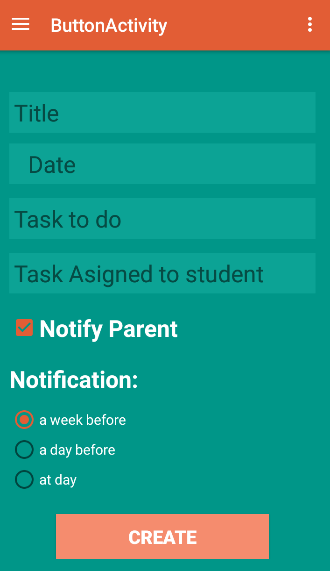 ButtonActivity
Title
Date
Task to do
Task Asigned to student
Notify Parent
Notification:
a week before
a day before
at day
CREATE